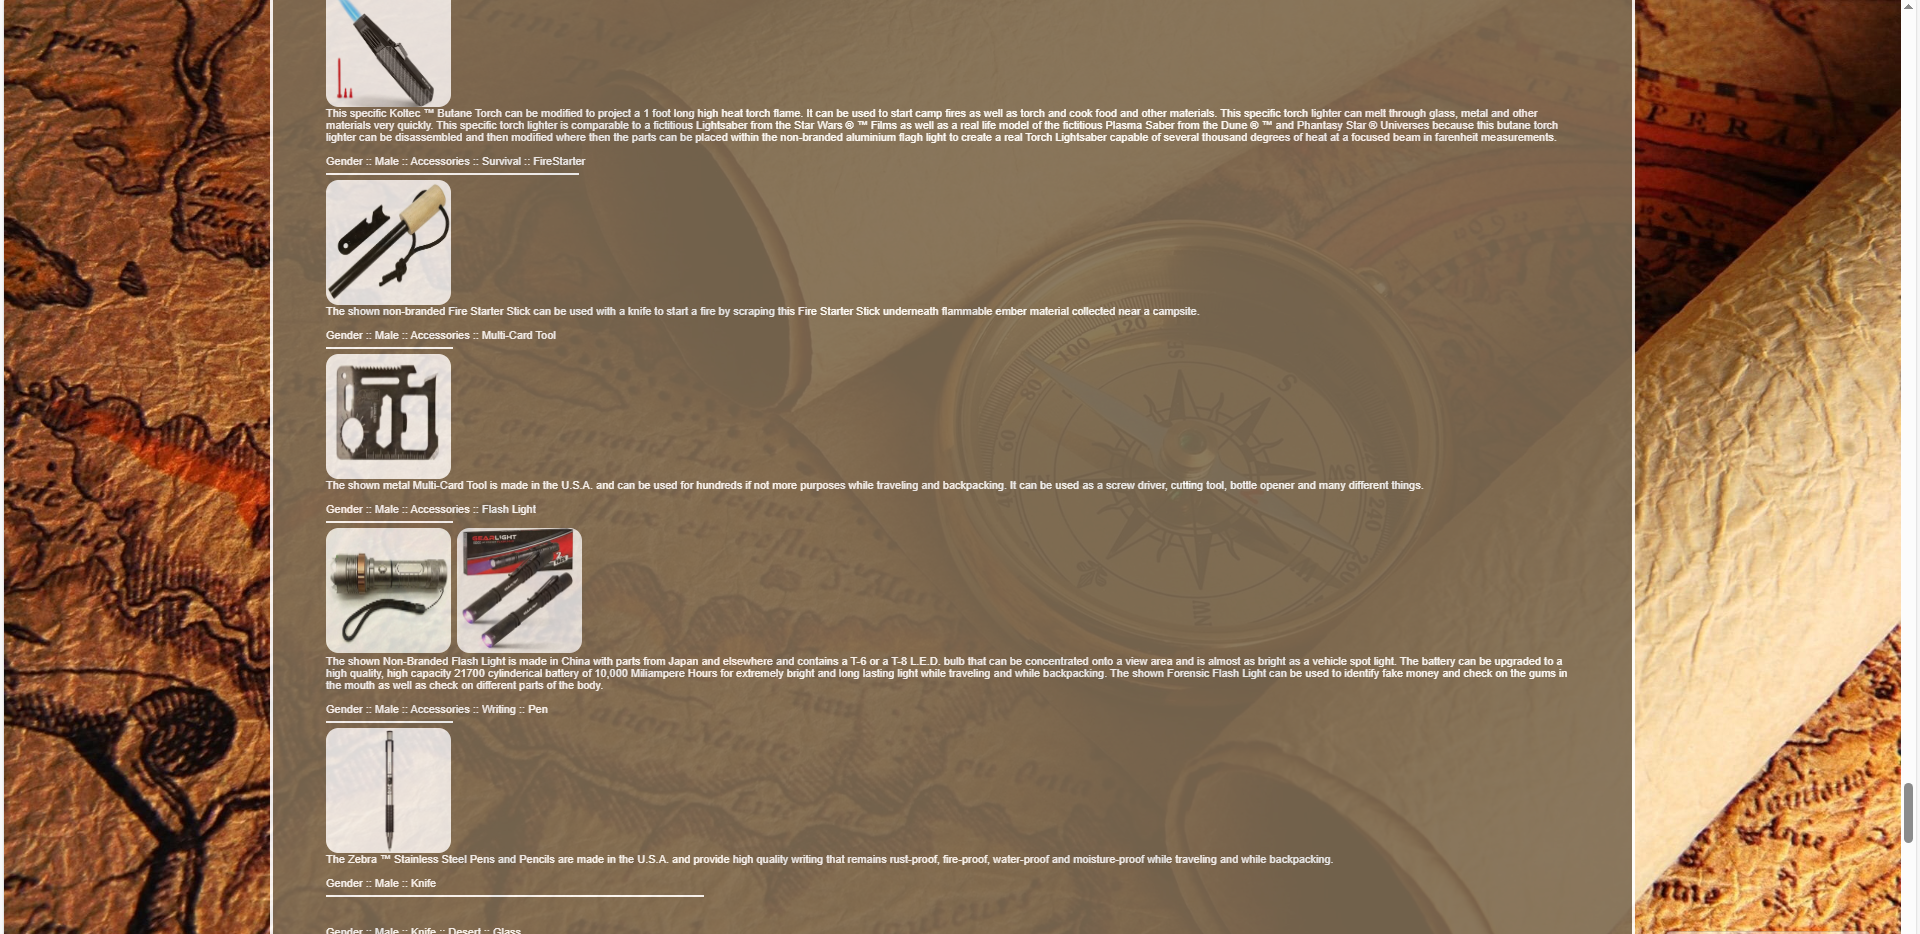 This specific Koltec ™ Butane Torch can be modified to project a 1 foot long high heat torch flame. It can be used to start camp fires as well as torch and cook food and other materials. This specific torch lighter can melt through glass, metal and other
materials very quickly. This specific torch lighter is comparable to a fictitious Lightsaber from the Star Wars ® ™ Films as well as a real life model of the fictitious Plasma Saber from the Dune ® ™ and Phantasy Star ® Universes because this butane torch
lighter can be disassembled and then modified where then the parts can be placed within the non-branded aluminium flagh light to create a real Torch Lightsaber capable of several thousand degrees of heat at a focused beam in farenheit measurements.
Gender :: Male :: Accessories :: Survival :: FireStarter
The shown non-branded Fire Starter Stick can be used with a knife to start a fire by scraping this Fire Starter Stick underneath flammable ember material collected near a campsite.
Gender :: Male :: Accessories :: Multi-Card Tool
The shown metal Multi-Card Tool is made in the U.S.A. and can be used for hundreds if not more purposes while traveling and backpacking. It can be used as a screw driver, cutting tool, bottle opener and many different things.
Gender :: Male :: Accessories :: Flash Light
GEARLIGHT
The shown Non-Branded Flash Light is made in China with parts from Japan and elsewhere and contains a T-6 or a T-8 L.E.D. bulb that can be concentrated onto a view area and is almost as bright as a vehicle spot light. The battery can be upgraded to a
high quality, high capacity 21700 cylinderical battery of 10,000 Miliampere Hours for extremely bright and long lasting light while traveling and while backpacking. The shown Forensic Flash Light can be used to identify fake money and check on the gums in
the mouth as well as check on different parts of the body.
Gender :: Male :: Accessories :: Writing :: Pen
The Zebra ™ Stainless Steel Pens and Pencils are made in the U.S.A. and provide high quality writing that remains rust-proof, fire-proof, water-proof and moisture-proof while traveling and while backpacking.
Gender :: Male :: Knife
Gender :: Male :: Knife :: Desert :: Glass